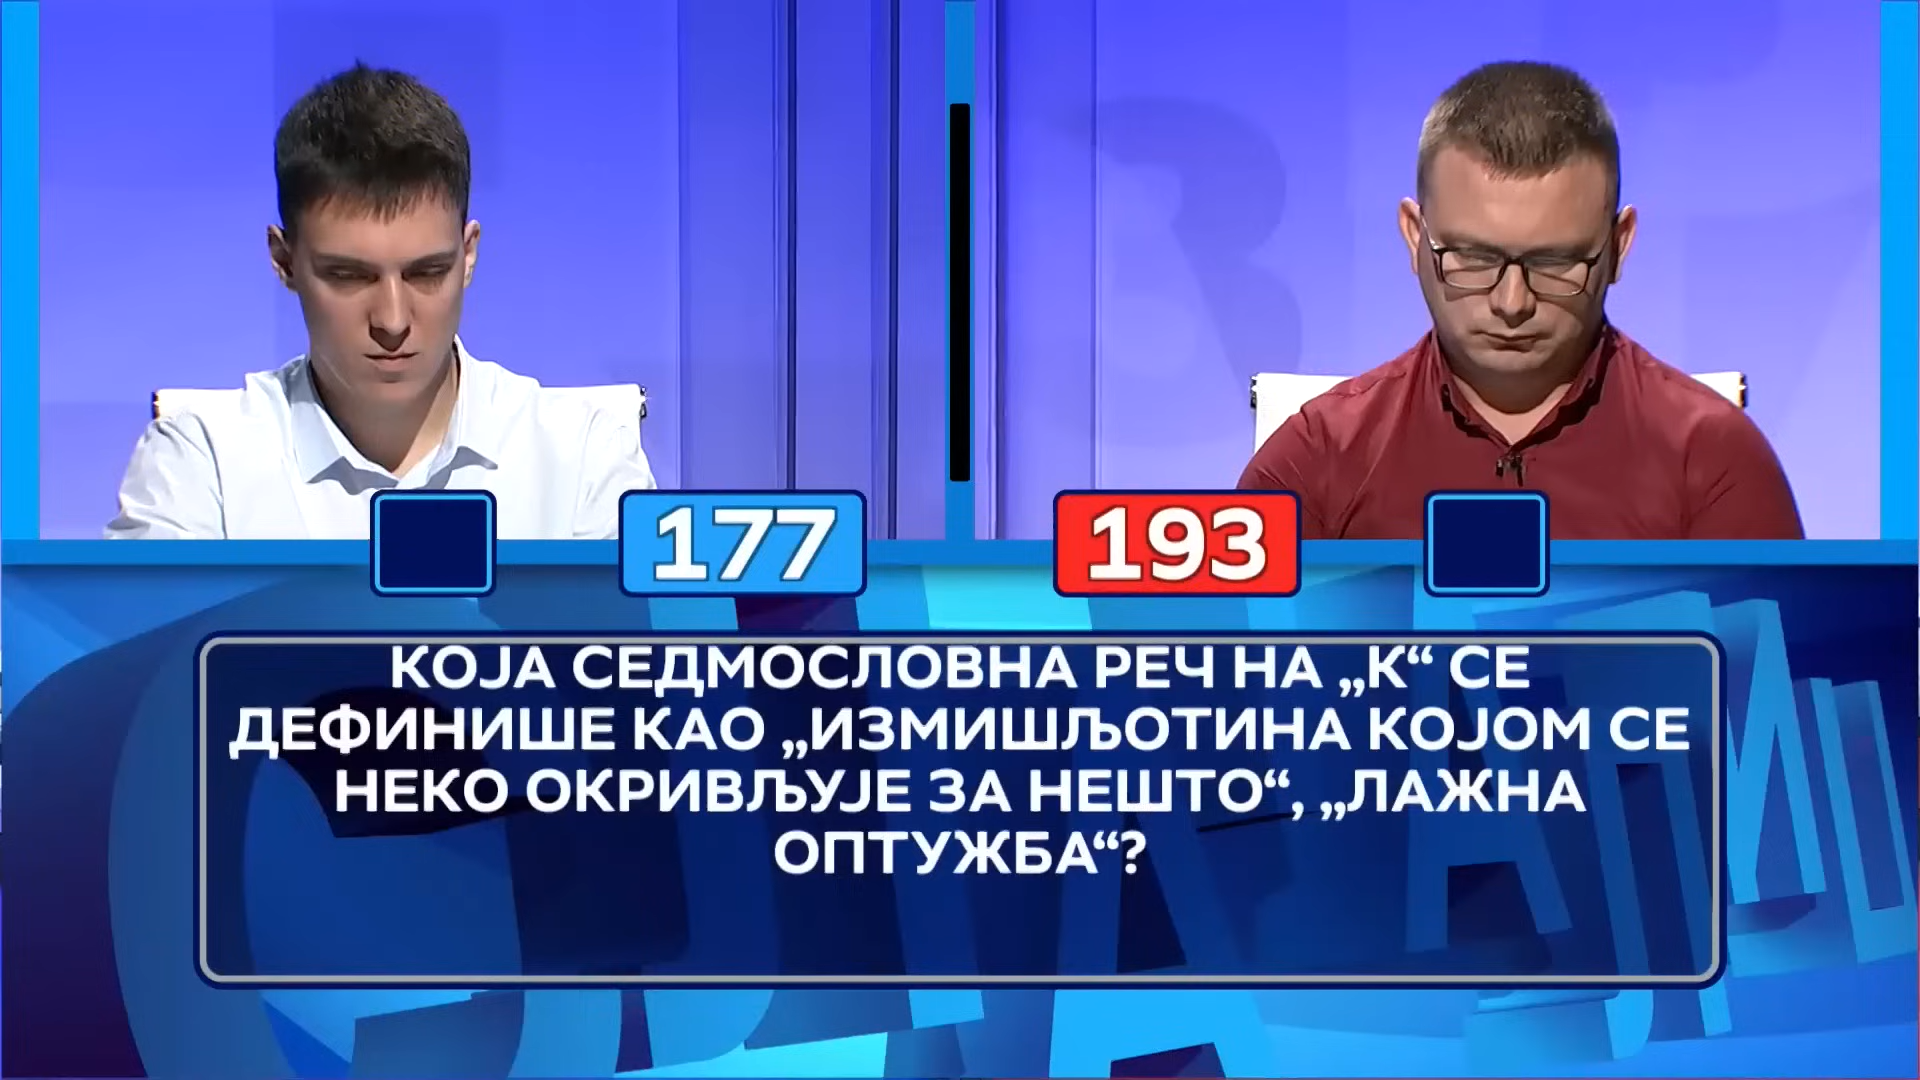 177
193
КОЈА СЕДМОСЛОВНА РЕЧ НА „К“ СЕ
ДЕФИНИШЕ КАО „ИЗМИШЉОТИНА КОЈОМ СЕ
НЕКО ОКРИВЉУЈЕ ЗА НЕШТО“, „ЛАЖНА
ОПТУЖБА“?